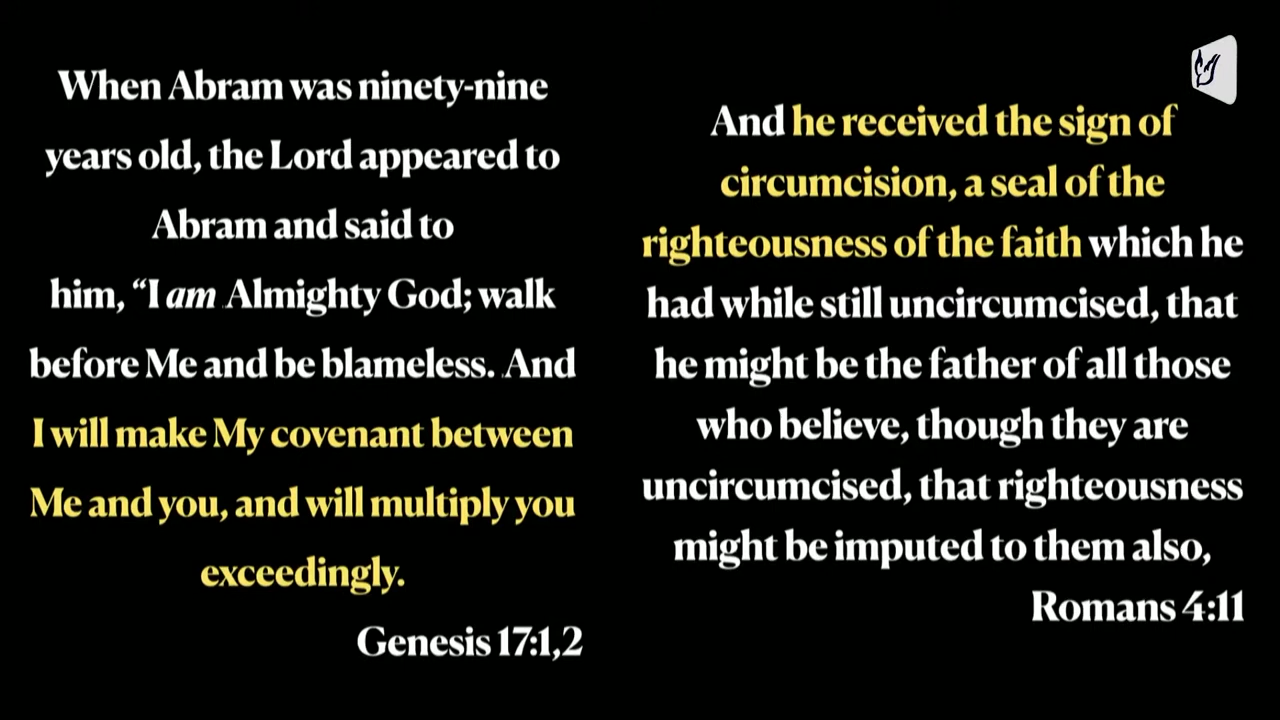 When Abram was ninety-nine
years old, the Lord appeared to
Abram and said to
him, “I am Almighty God; walk
before Me and be blameless. And
I will make My covenant between
Me and you, and will multiply you
exceedingly.
Genesis 17:1,2
And he received the sign of
circumcision, a seal of the
righteousness of the faith which he
had while still uncircumcised, that
he might be the father of all those
who believe, though they are
uncircumcised, that righteousness
might be imputed to them also,
Romans 4:11